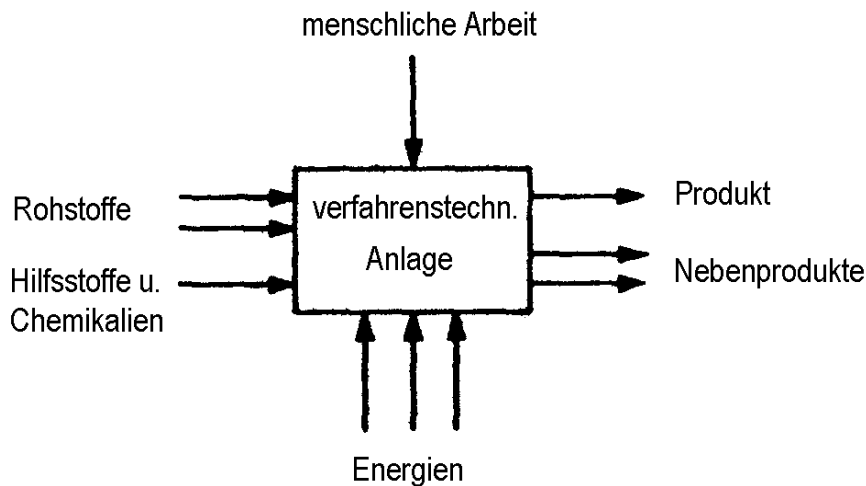 menschliche Arbeit
Rohstoffe
Hilfsstoffe u.
Chemikalien
verfahrenstechn.
Anlage
Produkt
Nebenprodukte
Energien